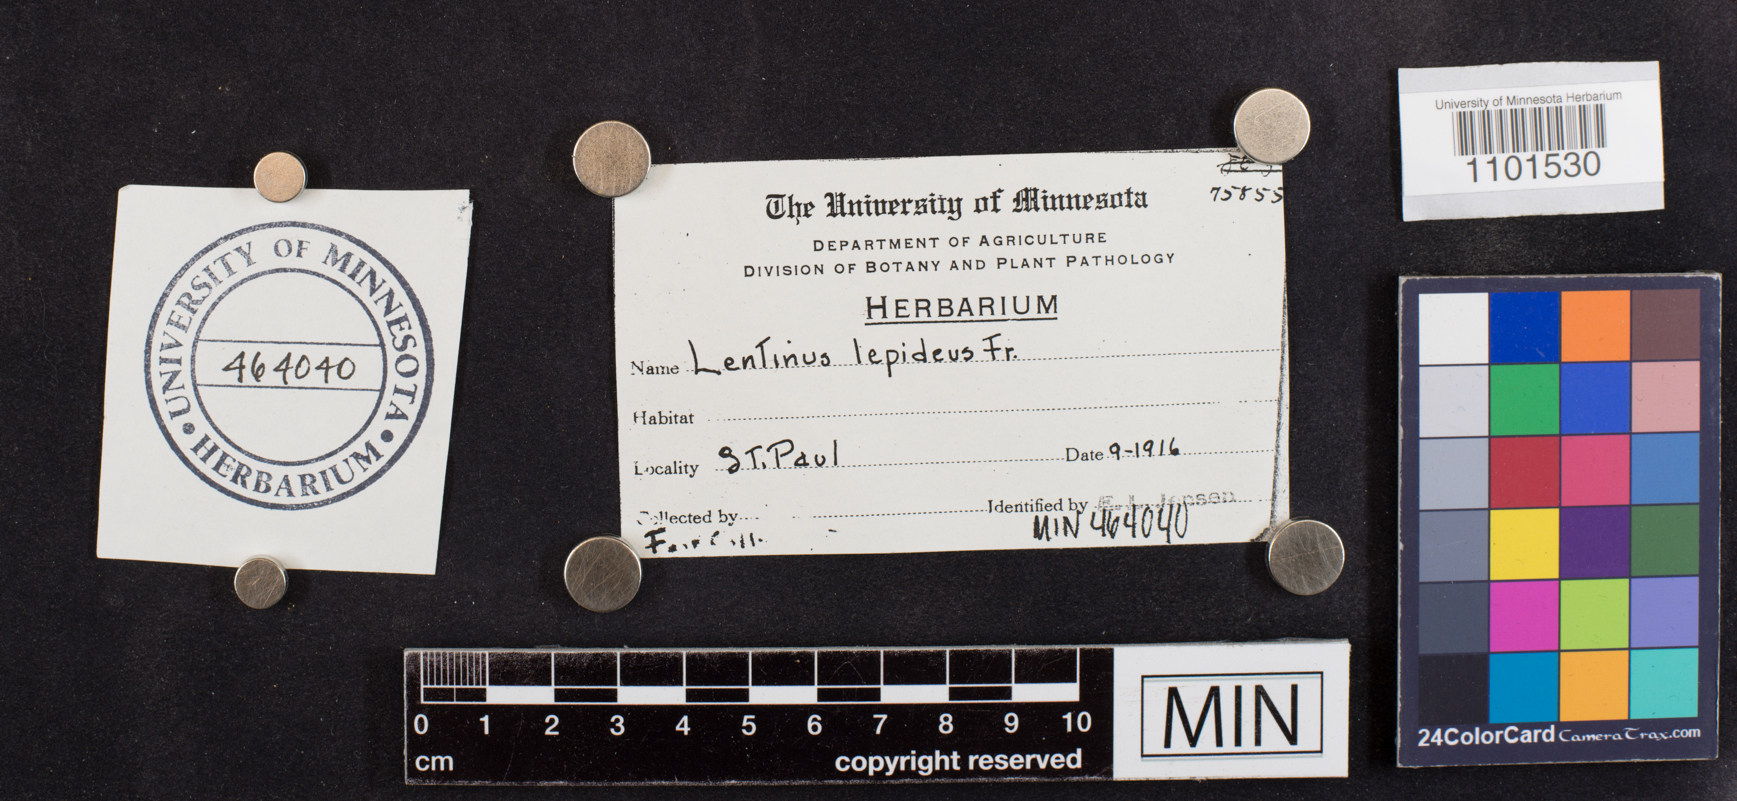 UNIVERSITY OF MINNESOTA
464040
• HERBARIUM •
75855
The University of Minnesota
DEPARTMENT OF AGRICULTURE
DIVISION OF BOTANY AND PLANT PATHOLOGY
HERBARIUM
Name Lentinus lepideus Fr.
Habitat
Locality ST. Paul Date 9-1916
Collected by Identified by E. L. Jensen
MIN 464040
University of Minnesota Herbarium
1101530
0 1 2 3 4 5 6 7 8 9 10
cm copyright reserved
MIN
24ColorCard CameraTrax.com